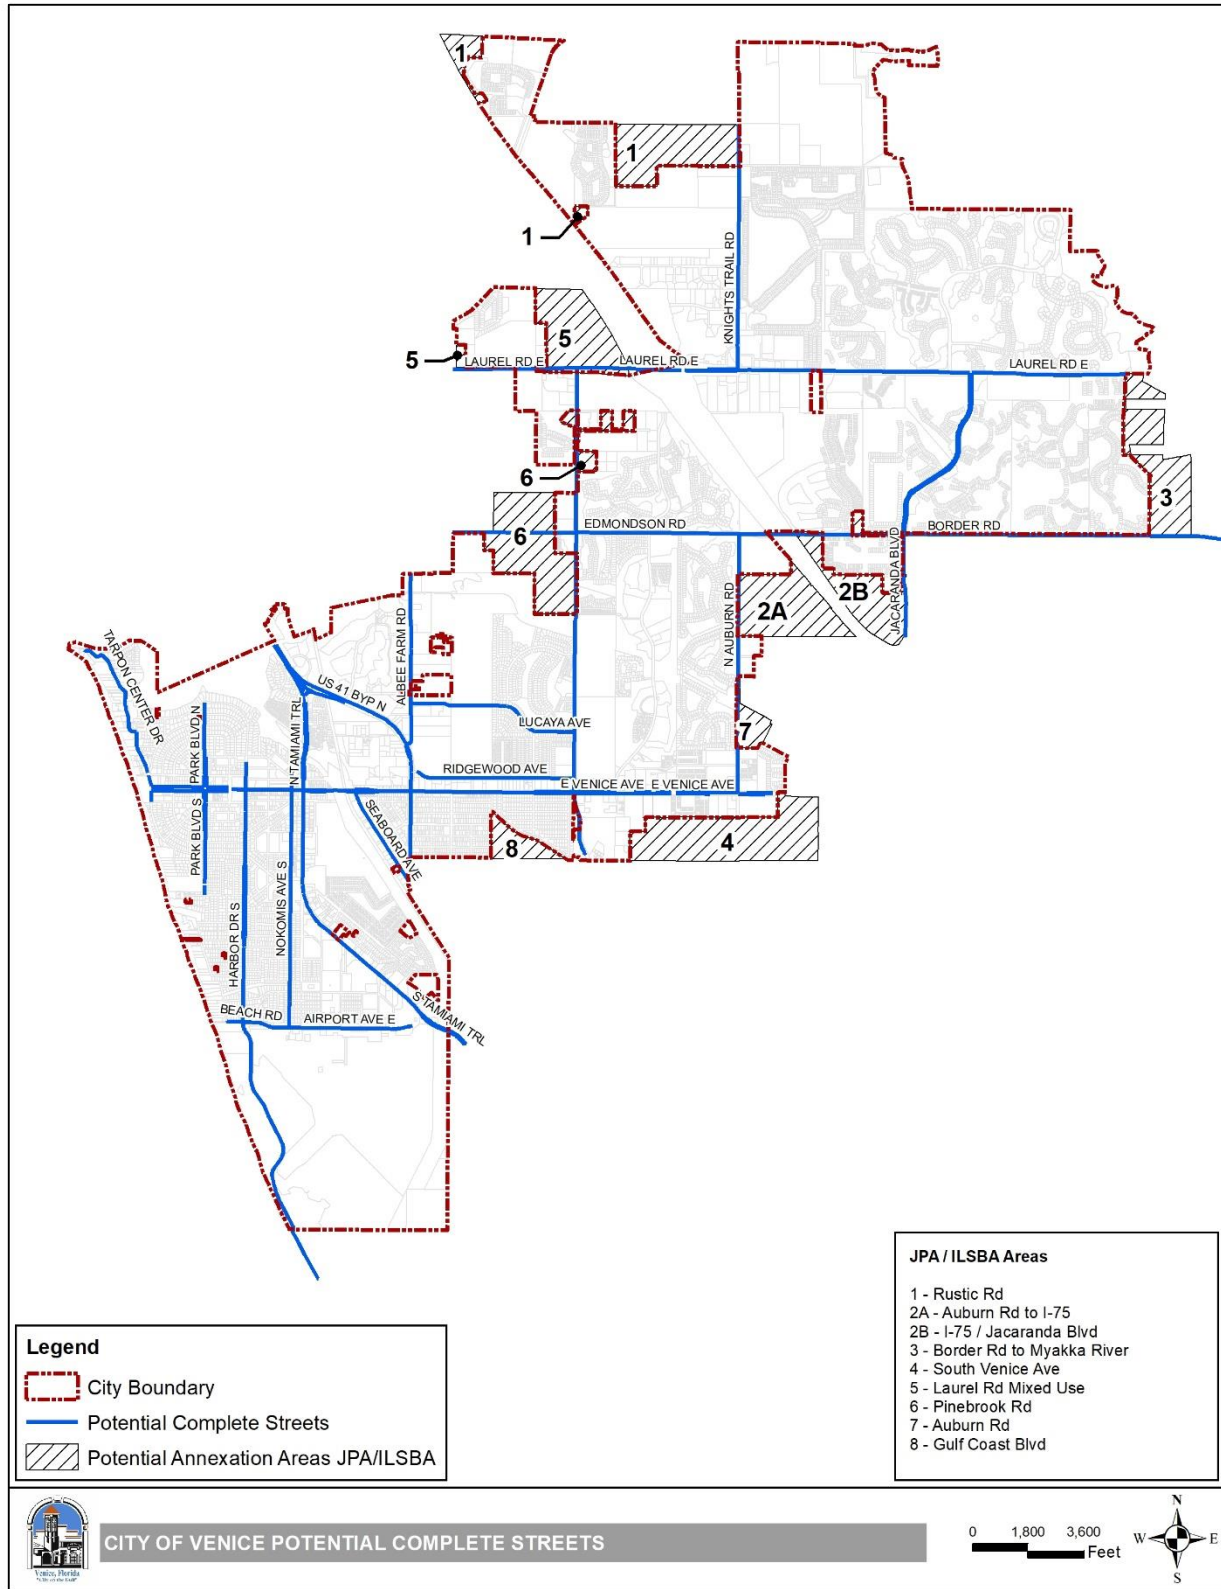 1
1
1
KNIGHTS TRAIL RD
5
5
LAUREL RD E
LAUREL RD E
LAUREL RD E
6
3
6
EDMONDSON RD
BORDER RD
JACARANDA BLVD
2B
2A
N AUBURN RD
ALBEE FARM RD
TARPON CENTER DR
US 41 BYP N
N TAMIAMI TRL
PARK BLVD N
LUCAYA AVE
7
RIDGEWOOD AVE
E VENICE AVE
E VENICE AVE
PARK BLVD S
SEABOARD AVE
8
4
HARBOR DR S
NOKOMIS AVE S
BEACH RD
AIRPORT AVE E
S TAMIAMI TRL
JPA / ILSBA Areas
1 - Rustic Rd
2A - Auburn Rd to I-75
2B - I-75 / Jacaranda Blvd
3 - Border Rd to Myakka River
4 - South Venice Ave
5 - Laurel Rd Mixed Use
6 - Pinebrook Rd
7 - Auburn Rd
8 - Gulf Coast Blvd
Legend
City Boundary
Potential Complete Streets
Potential Annexation Areas JPA/ILSBA
Venice, Florida
CITY OF VENICE POTENTIAL COMPLETE STREETS
0 1,800 3,600
Feet
N
W E
S